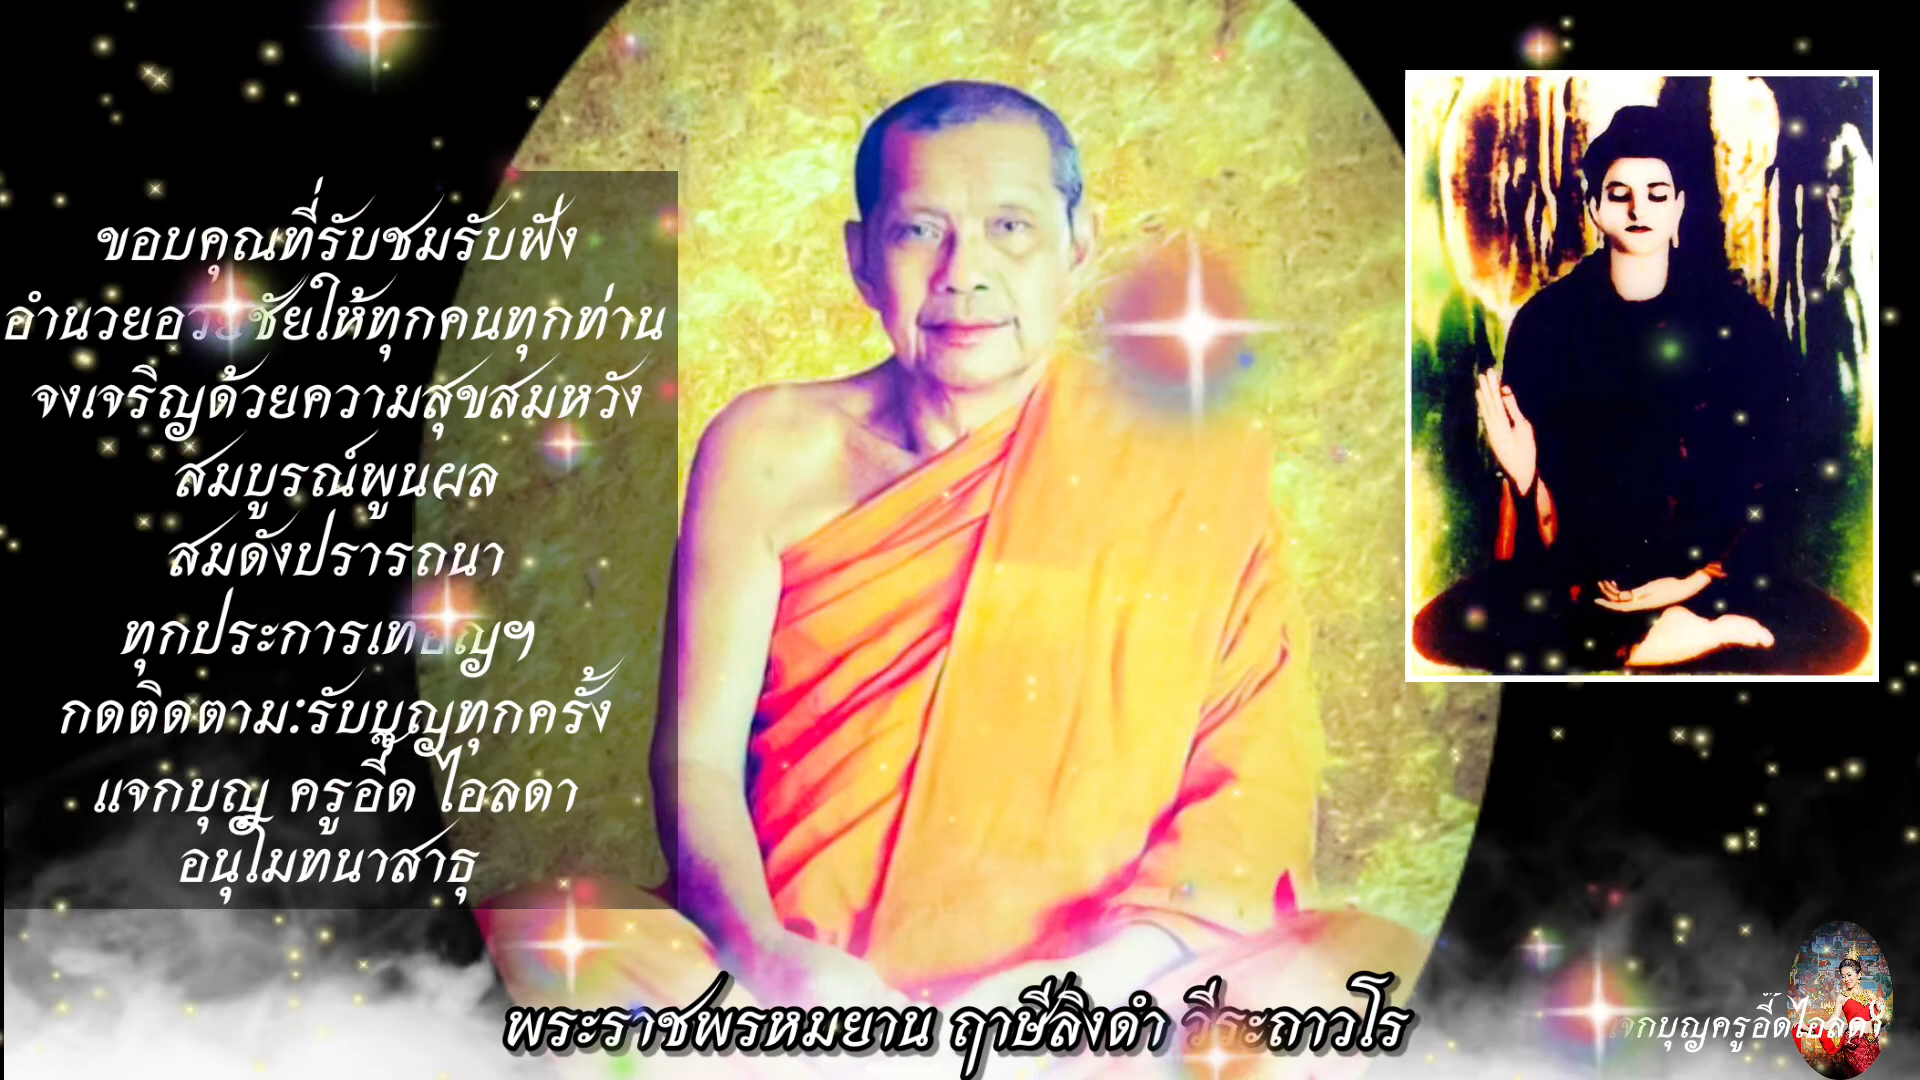 ขอบคุณที่รับชมรับฟัง
อำนวยอวยชัยให้ทุกคนทุกท่าน
จงเจริญด้วยความสุขสมหวัง
สมบูรณ์พูนผล
สมดังปรารถนา
ทุกประการเทอญฯ
กดติดตาม:รับบุญทุกครั้ง
แจกบุญ ครูอี๊ด ไอลดา
อนุโมทนาสาธุ
พระราชพรหมยาน ฤาษีลิงดำ วีระถาวโร
แจกบุญครูอี๊ดไอลดา